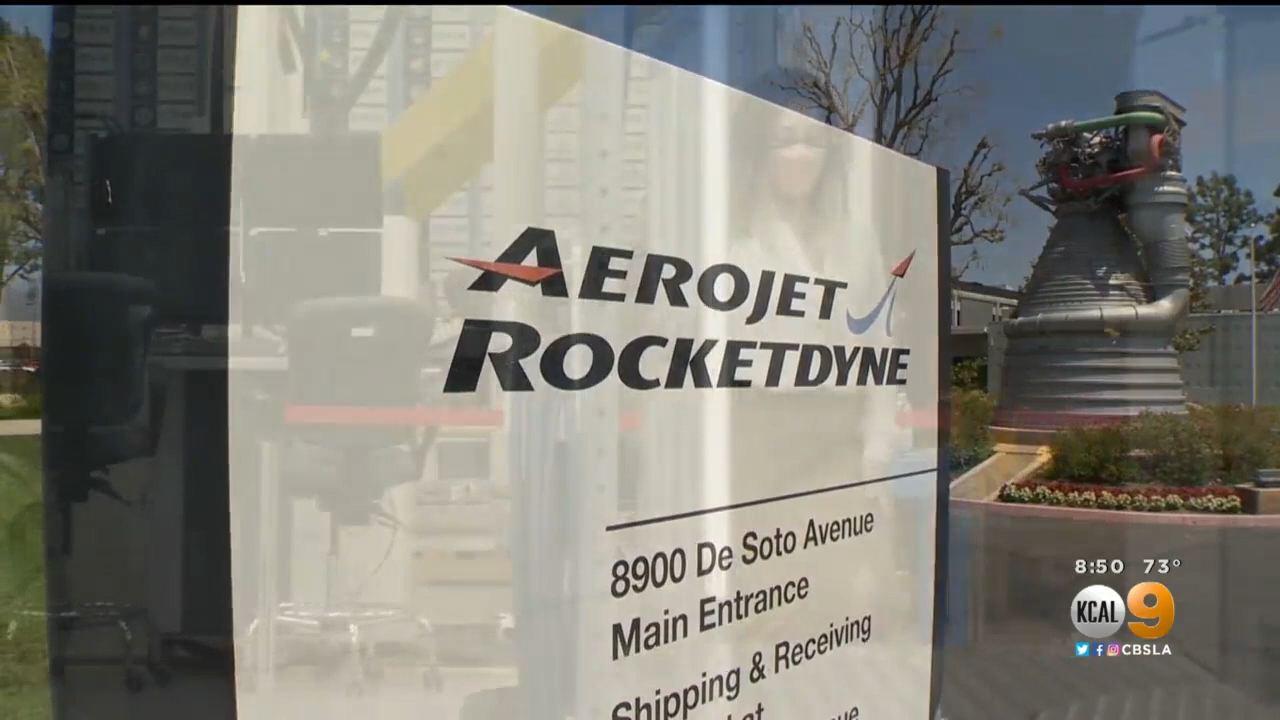 AEROJET
ROCKETDYNE
8900 De Soto Avenue
Main Entrance
Shipping & Receiving
8:50 73°
KCAL 9
CBSLA